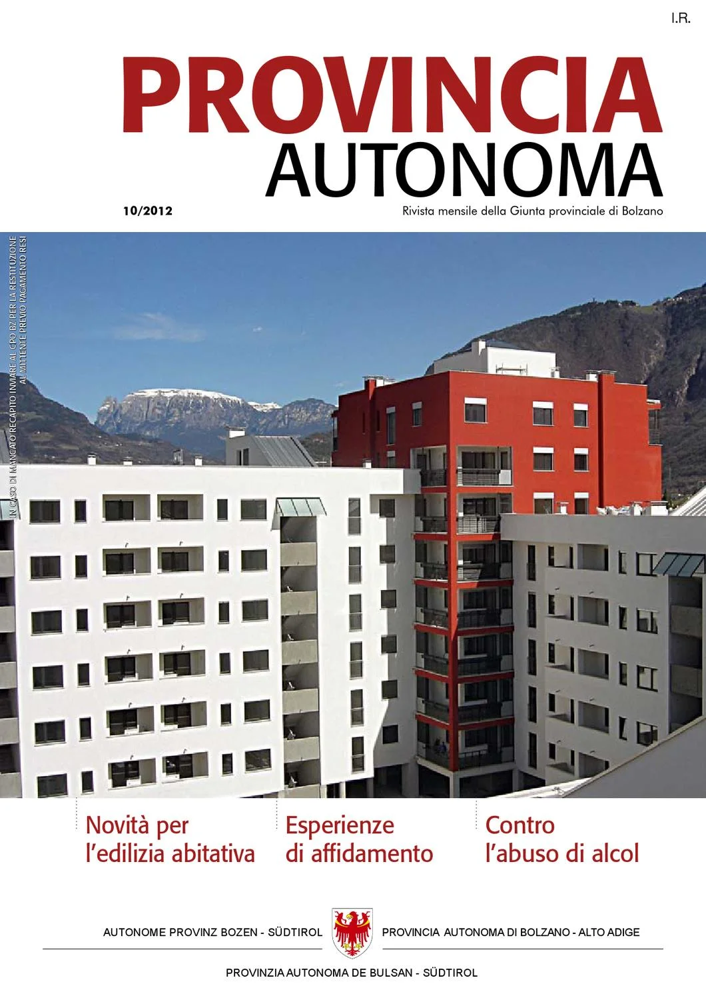 I.R.
PROVINCIA
AUTONOMA
10/2012
Rivista mensile della Giunta provinciale di Bolzano
IN CASO DI MANCATO RECAPITO INVIARE AL CPO BZ PER LA RESTITUZIONE
AL MITTENTE PREVIO PAGAMENTO RESI
Novità per
l'edilizia abitativa
Esperienze
di affidamento
Contro
l'abuso di alcol
AUTONOME PROVINZ BOZEN - SÜDTIROL
PROVINCIA AUTONOMA DI BOLZANO - ALTO ADIGE
PROVINZIA AUTONOMA DE BULSAN - SÜDTIROL